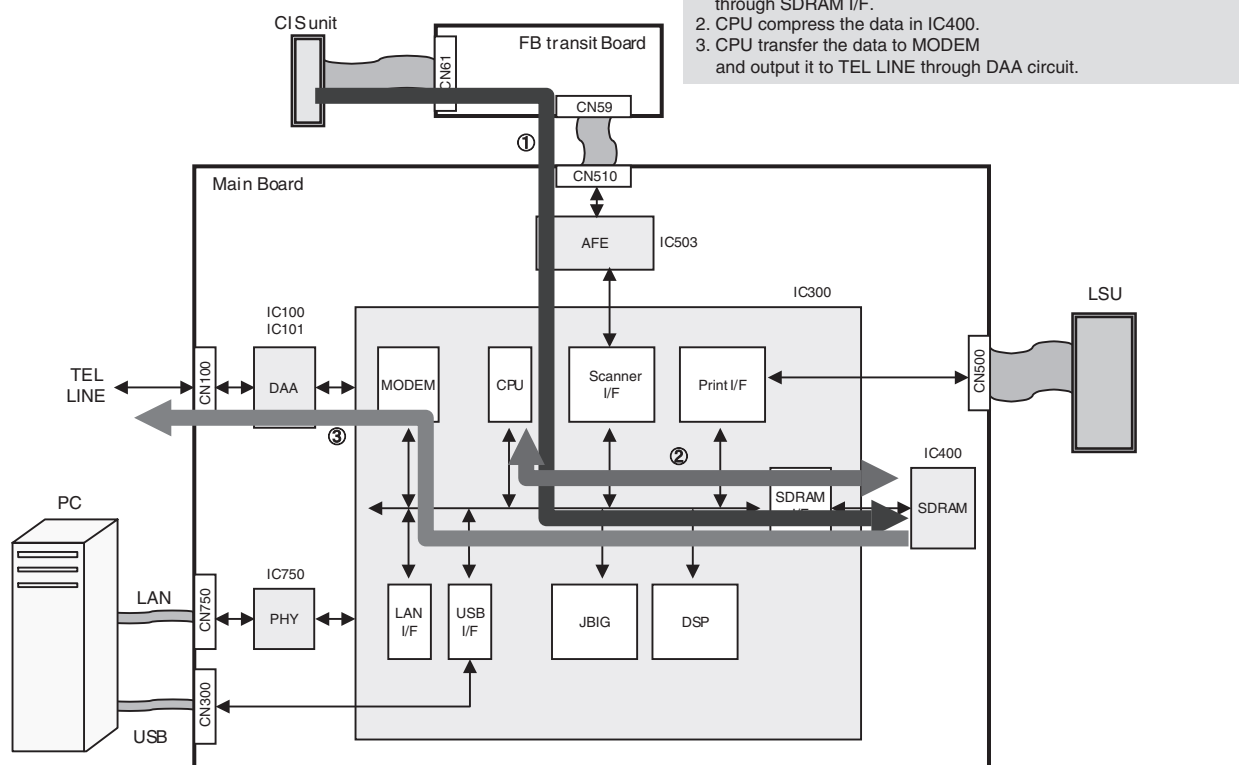 through SDRAM I/F.
2. CPU compress the data in IC400.
3. CPU transfer the data to MODEM
and output it to TEL LINE through DAA circuit.
CIS unit
FB transit Board
CN61
CN59
①
CN510
Main Board
AFE
IC503
IC300
LSU
IC100
IC101
TEL
LINE
CN100
DAA
MODEM
CPU
Scanner
I/F
Print I/F
CN500
③
②
IC400
SDRAM
SDRAM
PC
IC750
LAN
CN750
PHY
LAN
I/F
USB
I/F
JBIG
DSP
CN300
USB